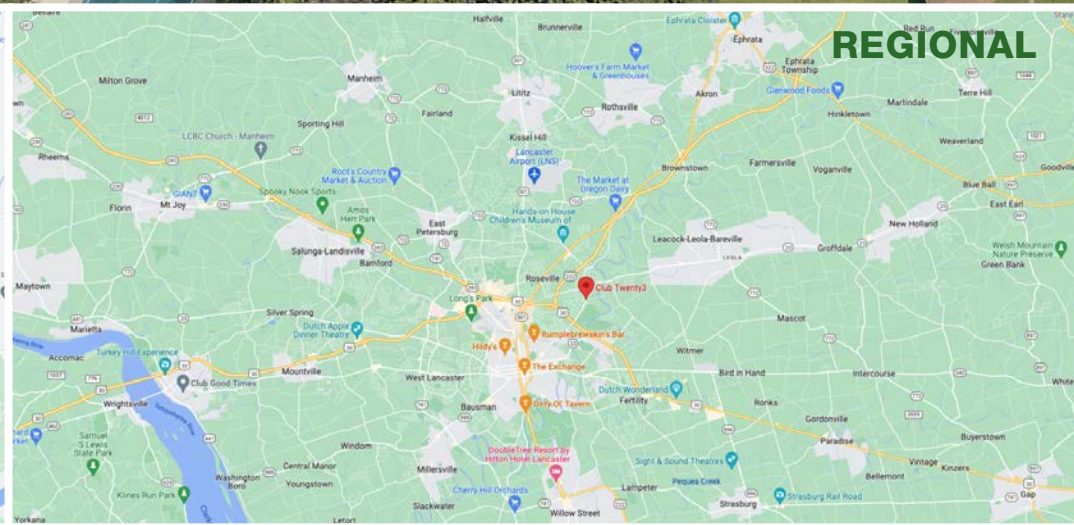 REGIONAL
Halfville
Brunnerville
Ephrata Cloister
Ephrata
Red Run
Milton Grove
Manheim
Hoover's Farm Market
& Greenhouses
Ephrata
Township
Lititz
Akron
Glenwood Foods
Terre Hill
Martindale
Rothsville
Fairland
Hinkletown
Sporting Hill
LCBC Church - Manheim
Kissel Hill
Weaverland
Lancaster
Airport (LNS)
Rheems
Brownstown
Farmersville
Voganville
Root's Country
Market & Auction
The Market at
Oregon Dairy
Blue Ball
GIANT
Spooky Nook Sports
Mt Joy
Florin
East Earl
Amos
Herr Park
Hands-on House
Children's Museum of
East
Petersburg
New Holland
Leacock-Leola-Bareville
LEOLA
Groffdale
Welsh Mountain
Nature Preserve
Salunga-Landisville
Bamford
Green Bank
Roseville
Club Twenty3
Maytown
Long's Park
Silver Spring
Mascot
Marietta
Dutch Apple
Dinner Theatre
Rumplebrewskin's Bar
Hildy's
Accomac
Turkey Hill Experience
Witmer
The Exchange
Club Good Times
Mountville
West Lancaster
Bird in Hand
Intercourse
White
Dutch Wonderland
Wrightsville
Bausman
Dirty Ol' Tavern
Fertility
Ronks
Gordonville
Samuel
S Lewis
State Park
Windom
Paradise
Buyerstown
DoubleTree Resort by
Hilton Hotel Lancaster
Central Manor
Millersville
Sight & Sound Theatres
Vintage
Kinzers
Washington
Boro
Youngstown
Bellemont
Klines Run Park
Cherry Hill Orchards
Lampeter
Pequea Creek
Strasburg Rail Road
Gap
Slackwater
Strasburg
Willow Street
Yorkana
Letort